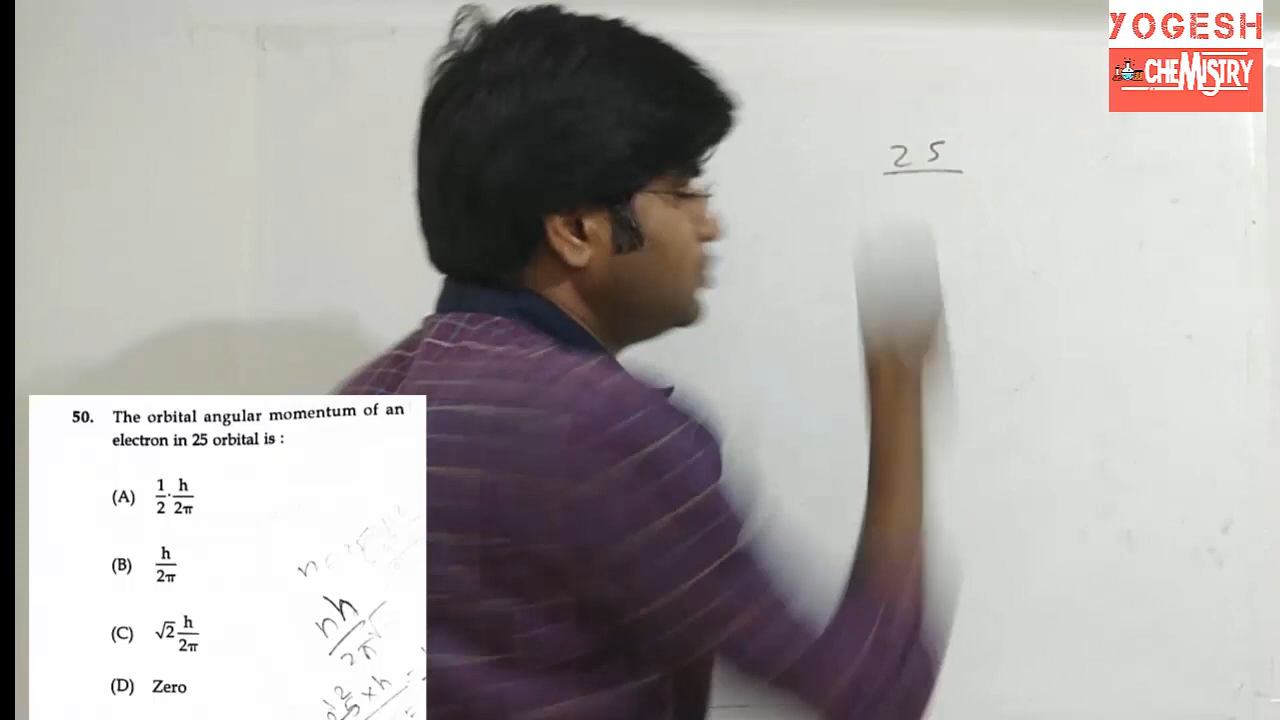 YOGESH
CHEMISTRY
25
50. The orbital angular momentum of an
electron in 25 orbital is :
(A) 1/2 · h/2π
(B) h/2π
(C) √2 h/2π
(D) Zero
nh
2π